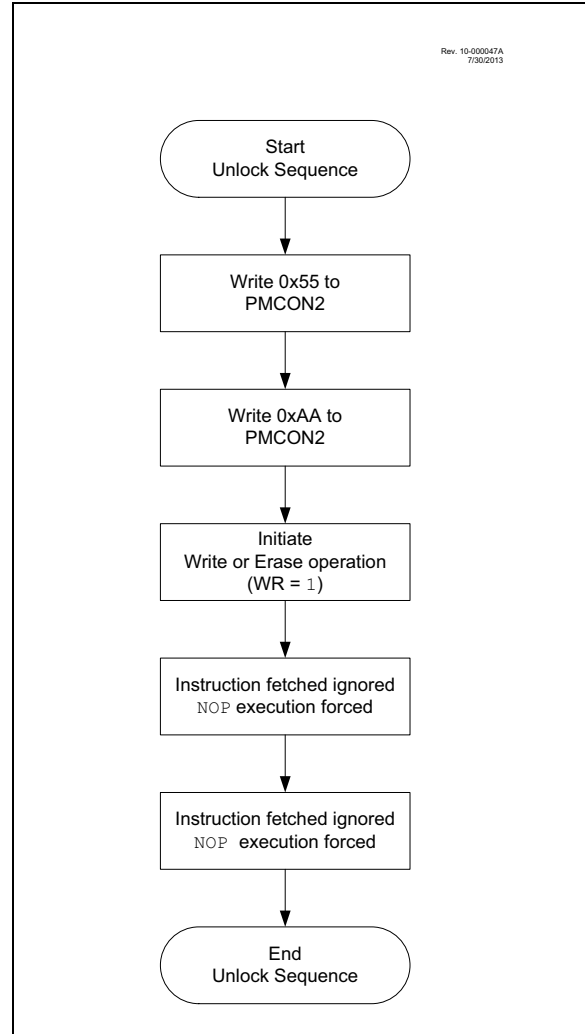 Rev. 10-000047A
7/30/2013
Start
Unlock Sequence
Write 0x55 to
PMCON2
Write 0xAA to
PMCON2
Initiate
Write or Erase operation
(WR = 1)
Instruction fetched ignored
NOP execution forced
Instruction fetched ignored
NOP execution forced
End
Unlock Sequence